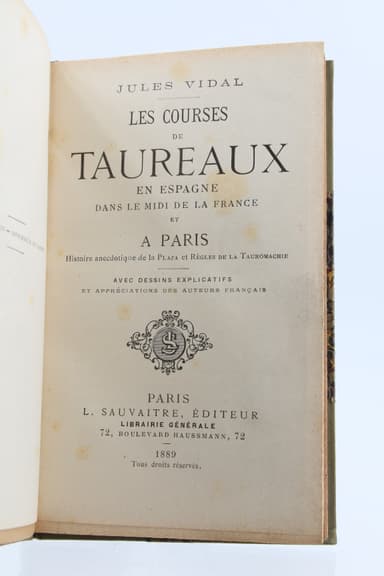 JULES VIDAL
LES COURSES
DE
TAUREAUX
EN ESPAGNE
DANS LE MIDI DE LA FRANCE
ET
A PARIS
Histoire anecdotique de la PLAZA et RÈGLES DE LA TAUROMACHIE
AVEC DESSINS EXPLICATIFS
ET APPRÉCIATIONS DES AUTEURS FRANÇAIS
PARIS
L. SAUVAITRE, ÉDITEUR
LIBRAIRIE GÉNÉRALE
72, BOULEVARD HAUSSMANN, 72
1889
Tous droits réservés.